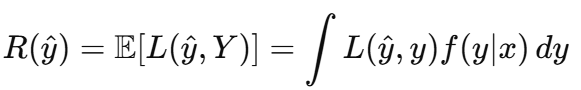 R(ŷ) = 𝔼[L(ŷ, Y)] = ∫ L(ŷ, y)f(y|x) dy